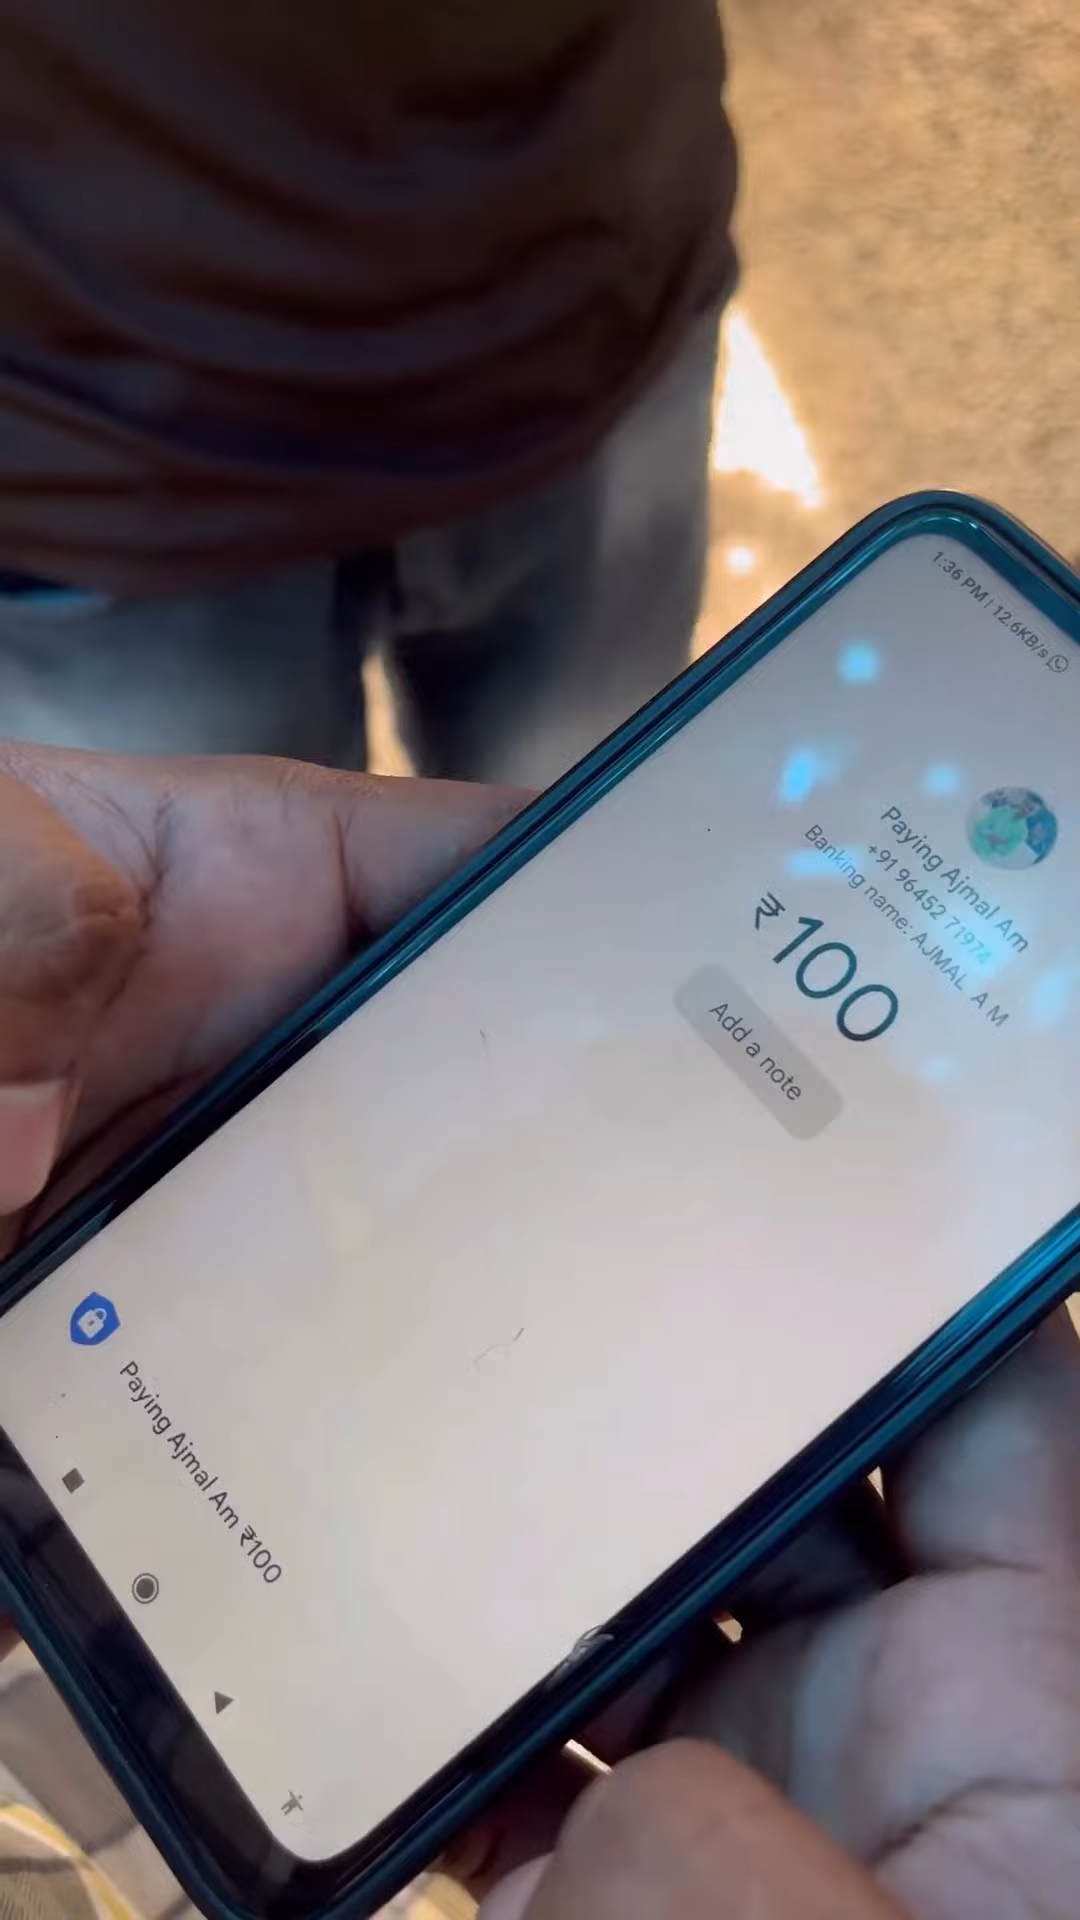 1:36 PM | 12.6KB/s
Paying Ajmal Am
+91 96452 71974
Banking name: AJMAL A M
₹100
Add a note
Paying Ajmal Am ₹100